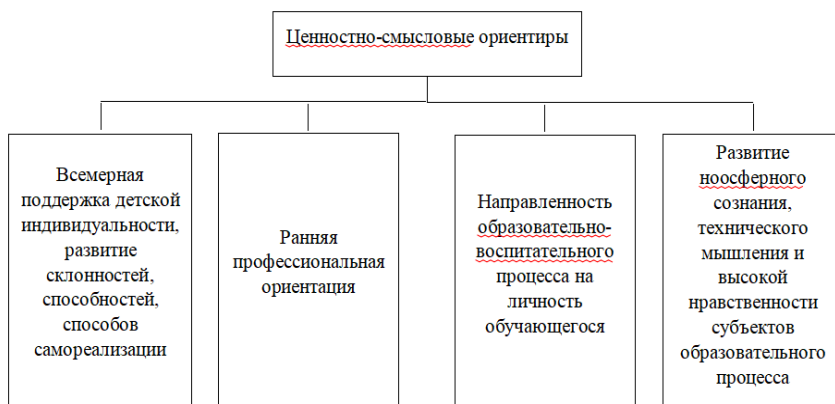 Ценностно-смысловые ориентиры
Всемерная
поддержка детской
индивидуальности,
развитие
склонностей,
способностей,
способов
самореализации
Ранняя
профессиональная
ориентация
Направленность
образовательно-
воспитательного
процесса на
личность
обучающегося
Развитие
ноосферного
сознания,
технического
мышления и
высокой
нравственности
субъектов
образовательного
процесса